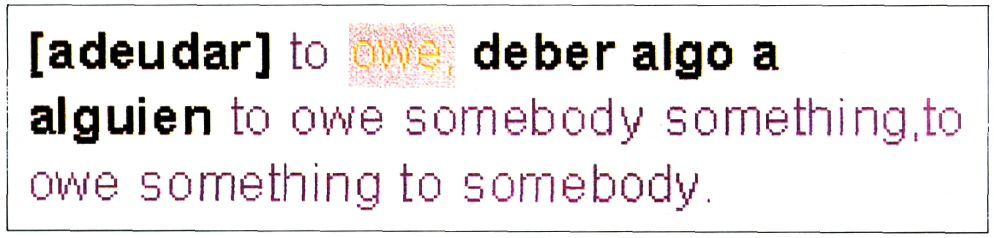 [adeudar] to owe; deber algo a
alguien to owe somebody something,to
owe something to somebody.